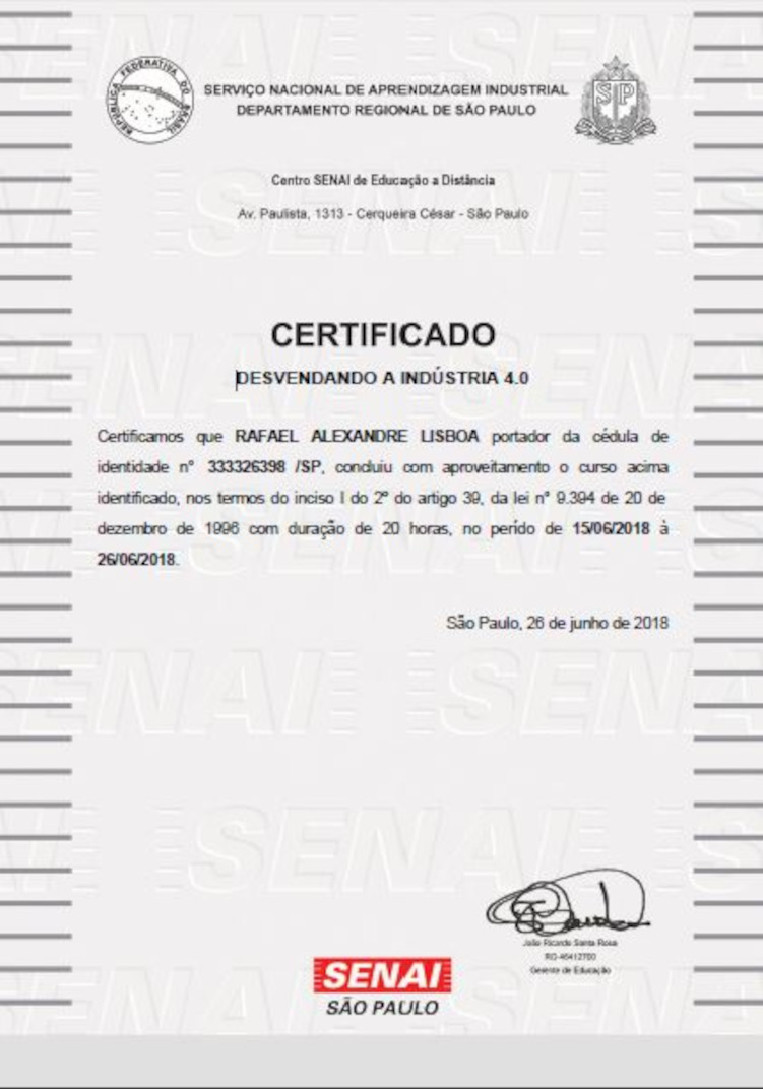 REPÚBLICA FEDERATIVA DO BRASIL
SERVIÇO NACIONAL DE APRENDIZAGEM INDUSTRIAL
DEPARTAMENTO REGIONAL DE SÃO PAULO
SP
Centro SENAI de Educação a Distância
Av. Paulista, 1313 - Cerqueira César - São Paulo
CERTIFICADO
DESVENDANDO A INDÚSTRIA 4.0
Certificamos que RAFAEL ALEXANDRE LISBOA portador da cédula de
identidade n° 333326398 /SP, concluiu com aproveitamento o curso acima
identificado, nos termos do inciso I do 2º do artigo 39, da lei n° 9.394 de 20 de
dezembro de 1996 com duração de 20 horas, no perído de 15/06/2018 à
26/06/2018.
São Paulo, 26 de junho de 2018
João Ricardo Santa Rosa
RG-46412700
Gerente de Educação
SENAI
SÃO PAULO